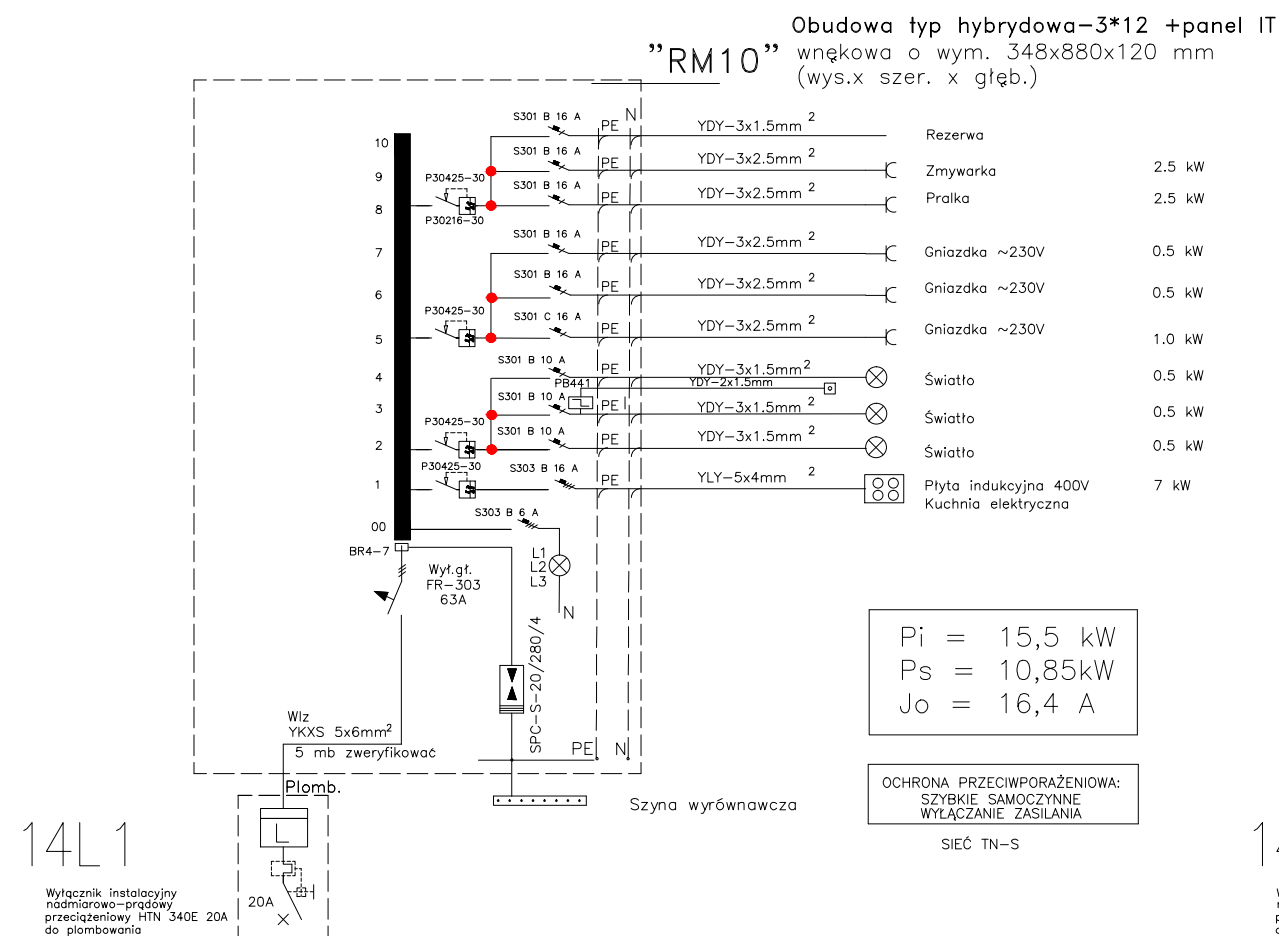 Obudowa typ hybrydowa-3*12 +panel IT
"RM10" wnękowa o wym. 348x880x120 mm
(wys.x szer. x głęb.)
PE N
10 S301 B 16 A YDY-3x1.5mm 2 Rezerwa
9 S301 B 16 A PE YDY-3x2.5mm 2 Zmywarka 2.5 kW
P30425-30
8 S301 B 16 A PE YDY-3x2.5mm 2 Pralka 2.5 kW
P30216-30
7 S301 B 16 A PE YDY-3x2.5mm 2 Gniazdka ~230V 0.5 kW
6 S301 B 16 A PE YDY-3x2.5mm 2 Gniazdka ~230V 0.5 kW
P30425-30
5 S301 C 16 A PE YDY-3x2.5mm 2 Gniazdka ~230V 1.0 kW
4 S301 B 10 A PE YDY-3x1.5mm 2 Światło 0.5 kW
PB441 YDY-2x1.5mm
3 S301 B 10 A PE YDY-3x1.5mm 2 Światło 0.5 kW
P30425-30
2 S301 B 10 A PE YDY-3x1.5mm 2 Światło 0.5 kW
P30425-30
1 S303 B 16 A PE YLY-5x4mm 2 Płyta indukcyjna 400V 7 kW
Kuchnia elektryczna
00 S303 B 6 A
BR4-7
L1
L2
L3
N
Wył.gł.
FR-303
63A
SPC-S-20/280/4
Pi = 15,5 kW
Ps = 10,85kW
Jo = 16,4 A
Wlz
YKXS 5x6mm2
5 mb zweryfikować
PE N
Plomb.
Szyna wyrównawcza
OCHRONA PRZECIWPORAŻENIOWA:
SZYBKIE SAMOCZYNNE
WYŁĄCZANIE ZASILANIA
SIEĆ TN-S
14L1
L
Wyłącznik instalacyjny
nadmiarowo-prądowy
przeciążeniowy HTN 340E 20A
do plombowania
20A